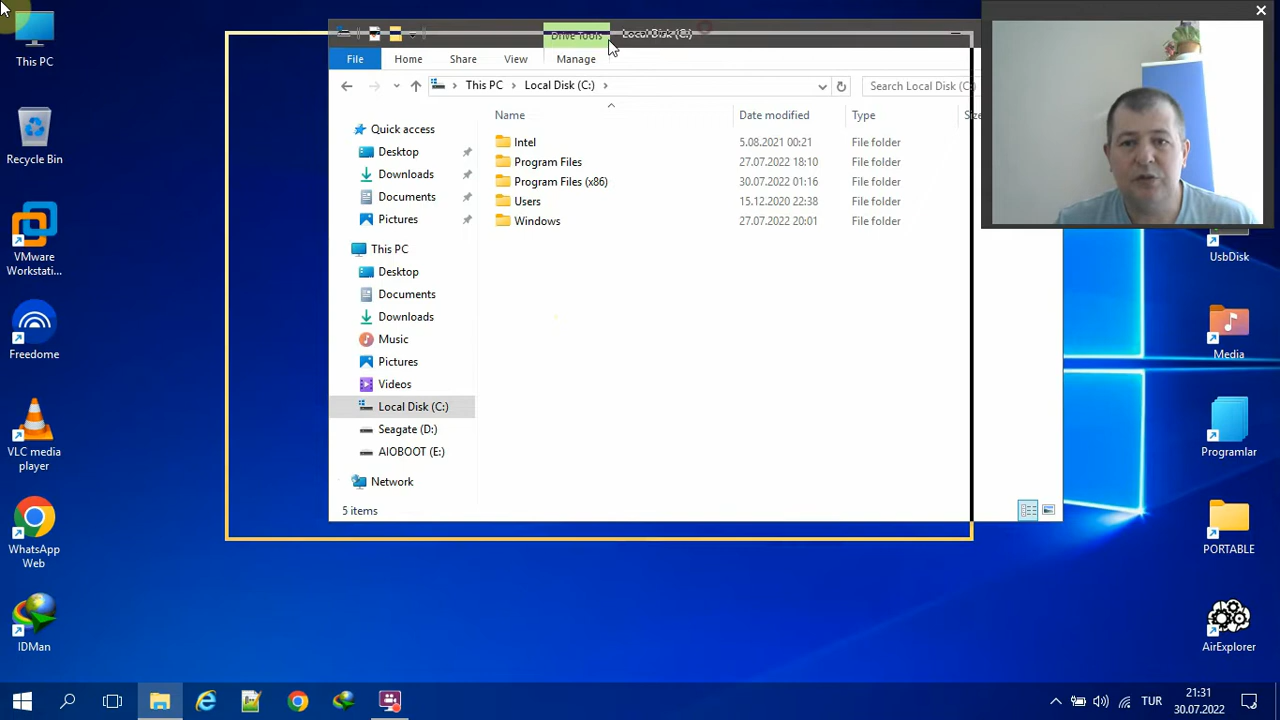 Drive Tools
Local Disk (C:)
File
Home
Share
View
Manage
This PC
Local Disk (C:)
Search Local Disk (C:)
Name
Date modified
Type
Intel
5.08.2021 00:21
File folder
Program Files
27.07.2022 18:10
File folder
Program Files (x86)
30.07.2022 01:16
File folder
Users
15.12.2020 22:38
File folder
Windows
27.07.2022 20:01
File folder
Quick access
Desktop
Downloads
Documents
Pictures
This PC
Desktop
Documents
Downloads
Music
Pictures
Videos
Local Disk (C:)
Seagate (D:)
AIOBOOT (E:)
Network
5 items
This PC
Recycle Bin
VMware
Workstati...
Freedome
VLC media
player
WhatsApp
Web
IDMan
UsbDisk
Media
Programlar
PORTABLE
AirExplorer
TUR
21:31
30.07.2022